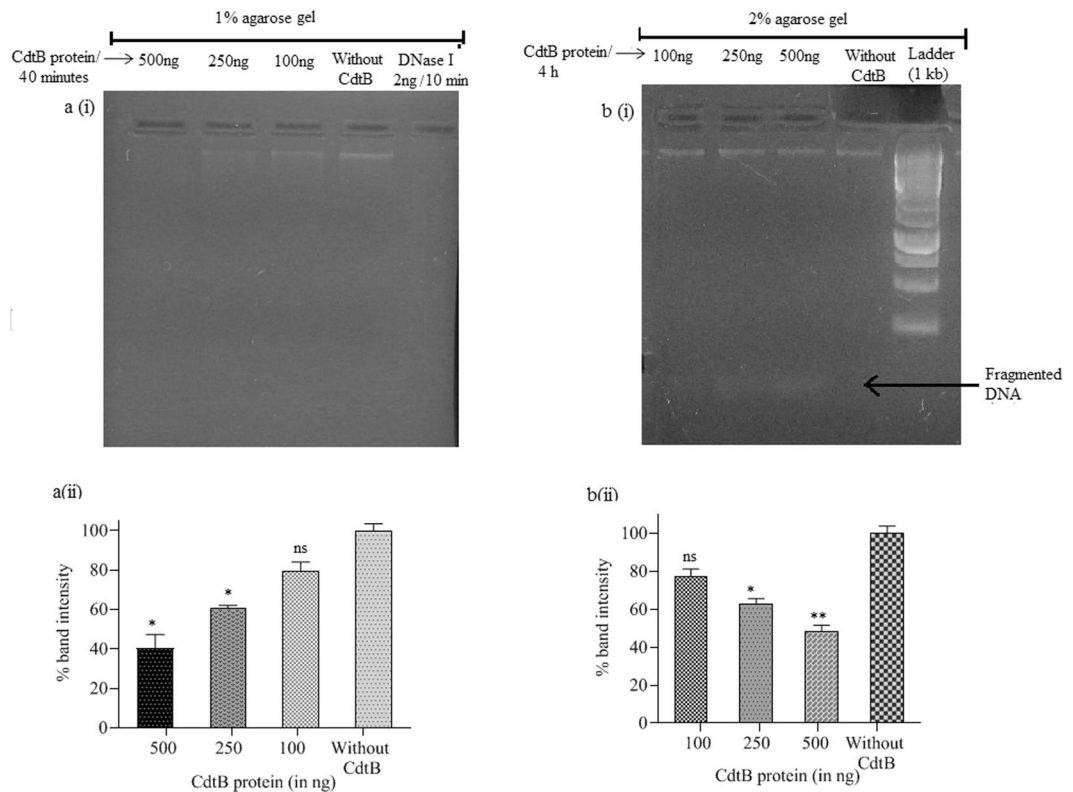 1% agarose gel
CdtB protein/
40 minutes
500ng
250ng
100ng
Without
CdtB
DNase I
2ng/10 min
a (i)
2% agarose gel
CdtB protein/
4 h
100ng
250ng
500ng
Without
CdtB
Ladder
(1 kb)
b (i)
Fragmented
DNA
a(ii)
% band intensity
100
80
60
40
20
0
*
*
ns
500
250
100
Without
CdtB
CdtB protein (in ng)
b(ii)
% band intensity
100
80
60
40
20
0
ns
*
**
100
250
500
Without
CdtB
CdtB protein (in ng)